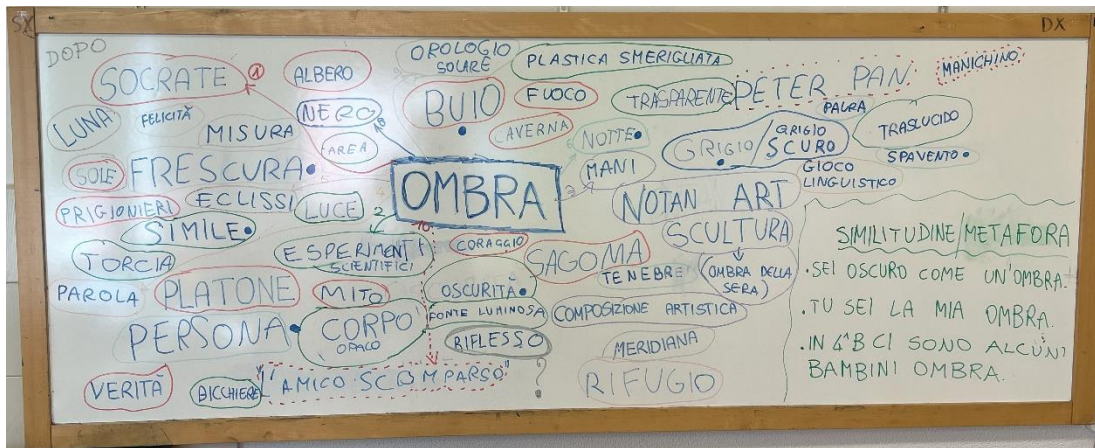 SX
DX
DOPO
SOCRATE
1
ALBERO
OROLOGIO
SOLARE
PLASTICA SMERIGLIATA
PETER PAN
MANICHINO
LUNA
FELICITÀ
MISURA
NERO
BUIO
FUOCO
TRASPARENTE
PAURA
TRASLUCIDO
AREA
CAVERNA
NOTTE
GRIGIO/
GRIGIO
SCURO
SPAVENTO
SOLE
FRESCURA
OMBRA
MANI
GIOCO
LINGUISTICO
PRIGIONIERI
ECLISSI
LUCE
NOTAN ART
SIMILE
2
ESPERIMENTI
SCIENTIFICI
CORAGGIO
SAGOMA
SCULTURA
TORCIA
TENEBRE
(OMBRA DELLA
SERA)
PAROLA
PLATONE
MITO
OSCURITÀ
FONTE LUMINOSA
COMPOSIZIONE ARTISTICA
PERSONA
CORPO
OPACO
RIFLESSO
MERIDIANA
VERITÀ
BICCHIERE
"L'AMICO SCOMPARSO"
?
RIFUGIO
SIMILITUDINE/METAFORA
•SEI OSCURO COME UN'OMBRA.
•TU SEI LA MIA OMBRA.
•IN 4ªB CI SONO ALCUNI
BAMBINI OMBRA.